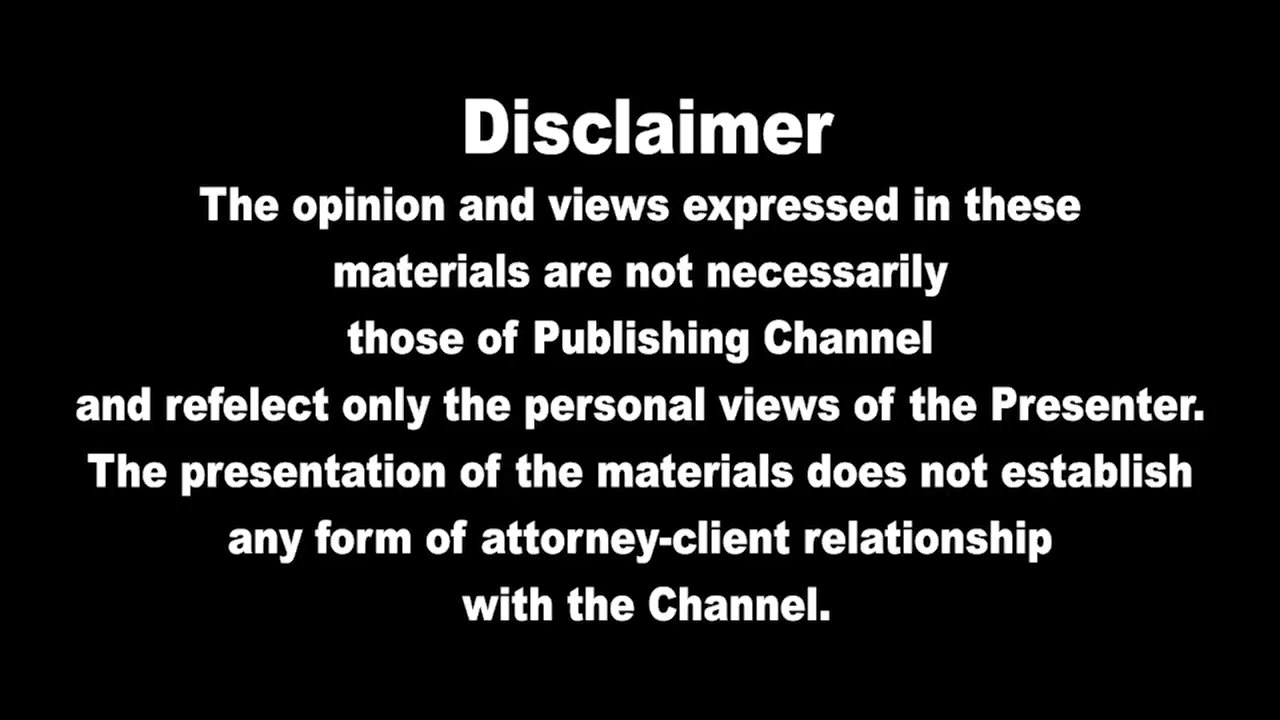 Disclaimer
The opinion and views expressed in these
materials are not necessarily
those of Publishing Channel
and refelect only the personal views of the Presenter.
The presentation of the materials does not establish
any form of attorney-client relationship
with the Channel.